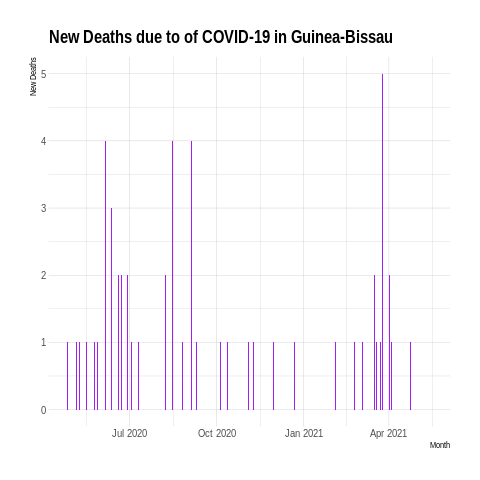 New Deaths due to of COVID-19 in Guinea-Bissau
New Deaths
5
4
3
2
1
0
Jul 2020 Oct 2020 Jan 2021 Apr 2021
Month